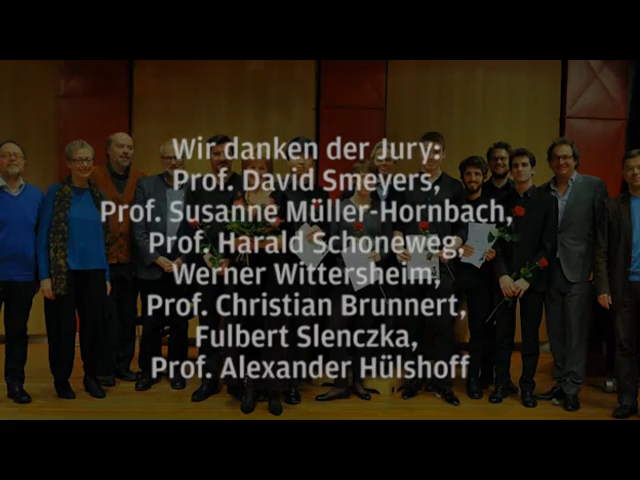 Wir danken der Jury:
Prof. David Smeyers,
Prof. Susanne Müller-Hornbach,
Prof. Harald Schoneweg,
Werner Wittersheim,
Prof. Christian Brunnert,
Fulbert Slenczka,
Prof. Alexander Hülshoff